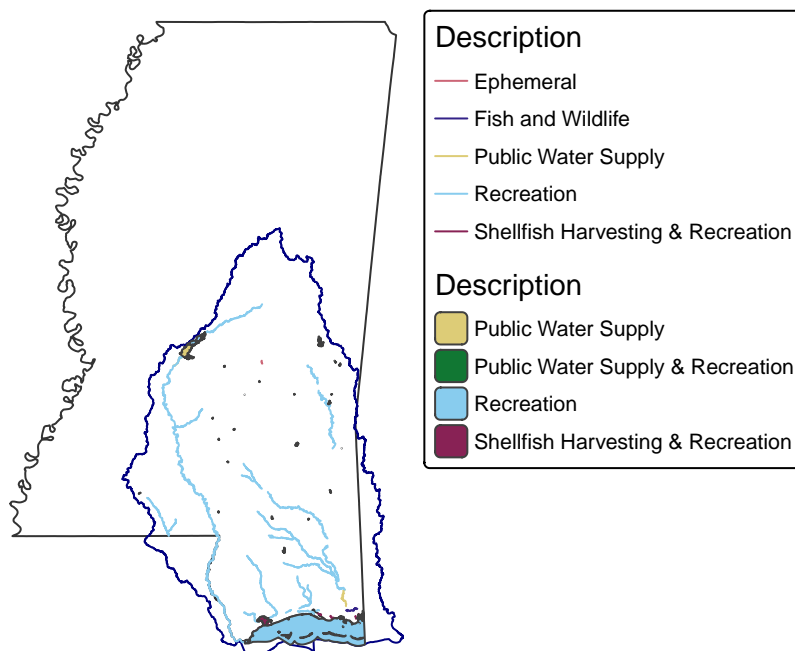 Description
Ephemeral
Fish and Wildlife
Public Water Supply
Recreation
Shellfish Harvesting & Recreation
Description
Public Water Supply
Public Water Supply & Recreation
Recreation
Shellfish Harvesting & Recreation